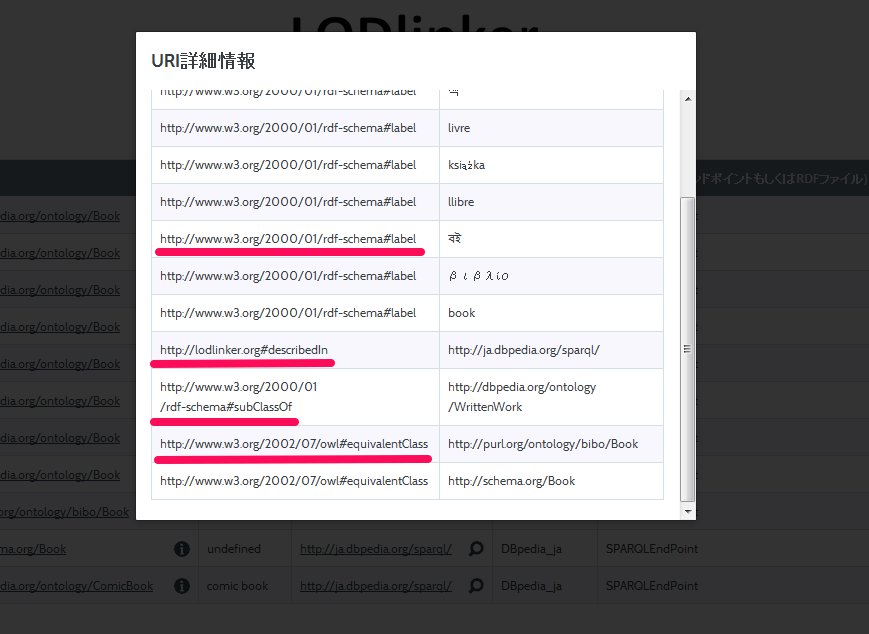 LODlinker
URI詳細情報
http://www.w3.org/2000/01/rdf-schema#label 책
http://www.w3.org/2000/01/rdf-schema#label livre
http://www.w3.org/2000/01/rdf-schema#label książka
http://www.w3.org/2000/01/rdf-schema#label llibre
http://www.w3.org/2000/01/rdf-schema#label বই
http://www.w3.org/2000/01/rdf-schema#label βιβλίο
http://www.w3.org/2000/01/rdf-schema#label book
http://lodlinker.org#describedIn http://ja.dbpedia.org/sparql/
http://www.w3.org/2000/01
/rdf-schema#subClassOf
http://dbpedia.org/ontology
/WrittenWork
http://www.w3.org/2002/07/owl#equivalentClass http://purl.org/ontology/bibo/Book
http://www.w3.org/2002/07/owl#equivalentClass http://schema.org/Book
ドポイントもしくはRDFファイル)
edia.org/ontology/Book
edia.org/ontology/Book
edia.org/ontology/Book
edia.org/ontology/Book
edia.org/ontology/Book
edia.org/ontology/Book
edia.org/ontology/Book
edia.org/ontology/Book
org/ontology/bibo/Book
ma.org/Book undefined http://ja.dbpedia.org/sparql/ DBpedia_ja SPARQLEndPoint
edia.org/ontology/ComicBook comic book http://ja.dbpedia.org/sparql/ DBpedia_ja SPARQLEndPoint